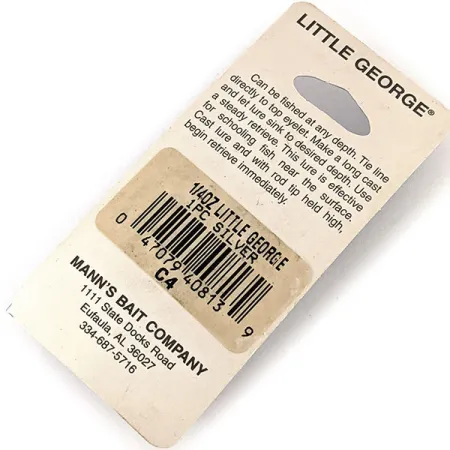 LITTLE GEORGE®
Can be fished at any depth. Tie line
directly to top eyelet. Make a long cast
and let lure sink to desired depth. Use
a steady retrieve. This lure is effective
for schooling fish near the surface.
Cast lure and with rod tip held high,
begin retrieve immediately.
1/4OZ LITTLE GEORGE
1PC SILVER
0 47079 40813 9
C4
MANN'S BAIT COMPANY
1111 State Docks Road
Eufaula, AL 36027
334-687-5716